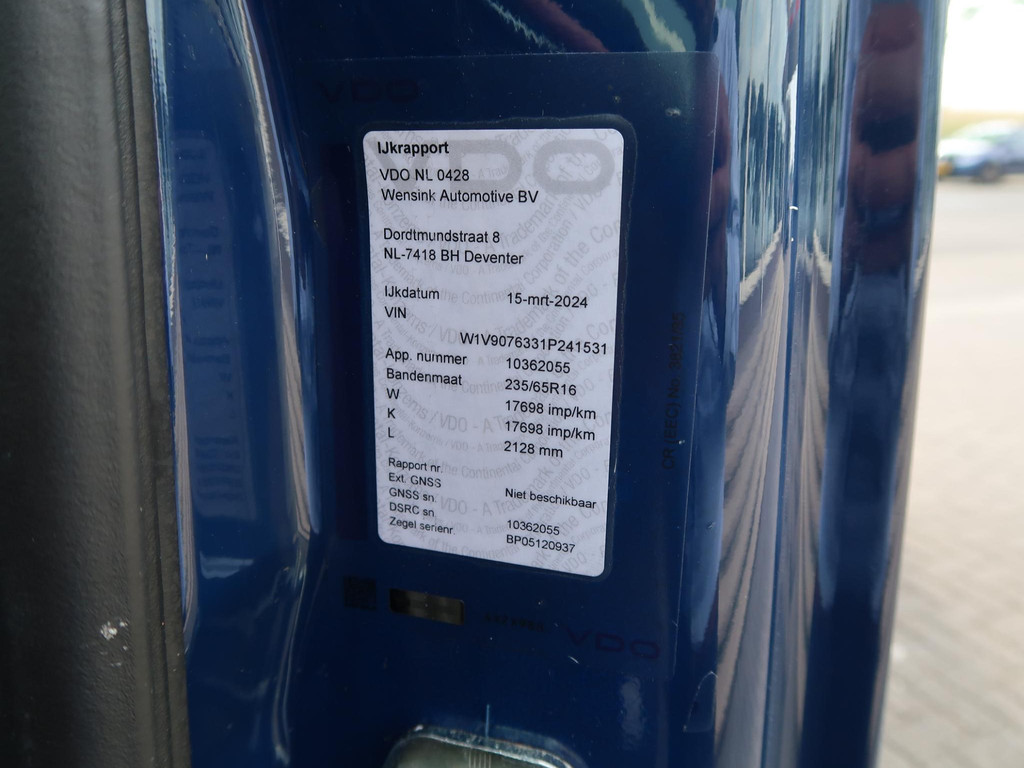 VDO
IJkrapport
VDO NL 0428
Wensink Automotive BV
Dordtmundstraat 8
NL-7418 BH Deventer
IJkdatum 15-mrt-2024
VIN
W1V9076331P241531
App. nummer 10362055
Bandenmaat 235/65R16
W 17698 imp/km
K 17698 imp/km
L 2128 mm
Rapport nr.
Ext. GNSS Niet beschikbaar
GNSS sn.
DSRC sn. 10362055
Zegel serienr. BP05120937
VDO